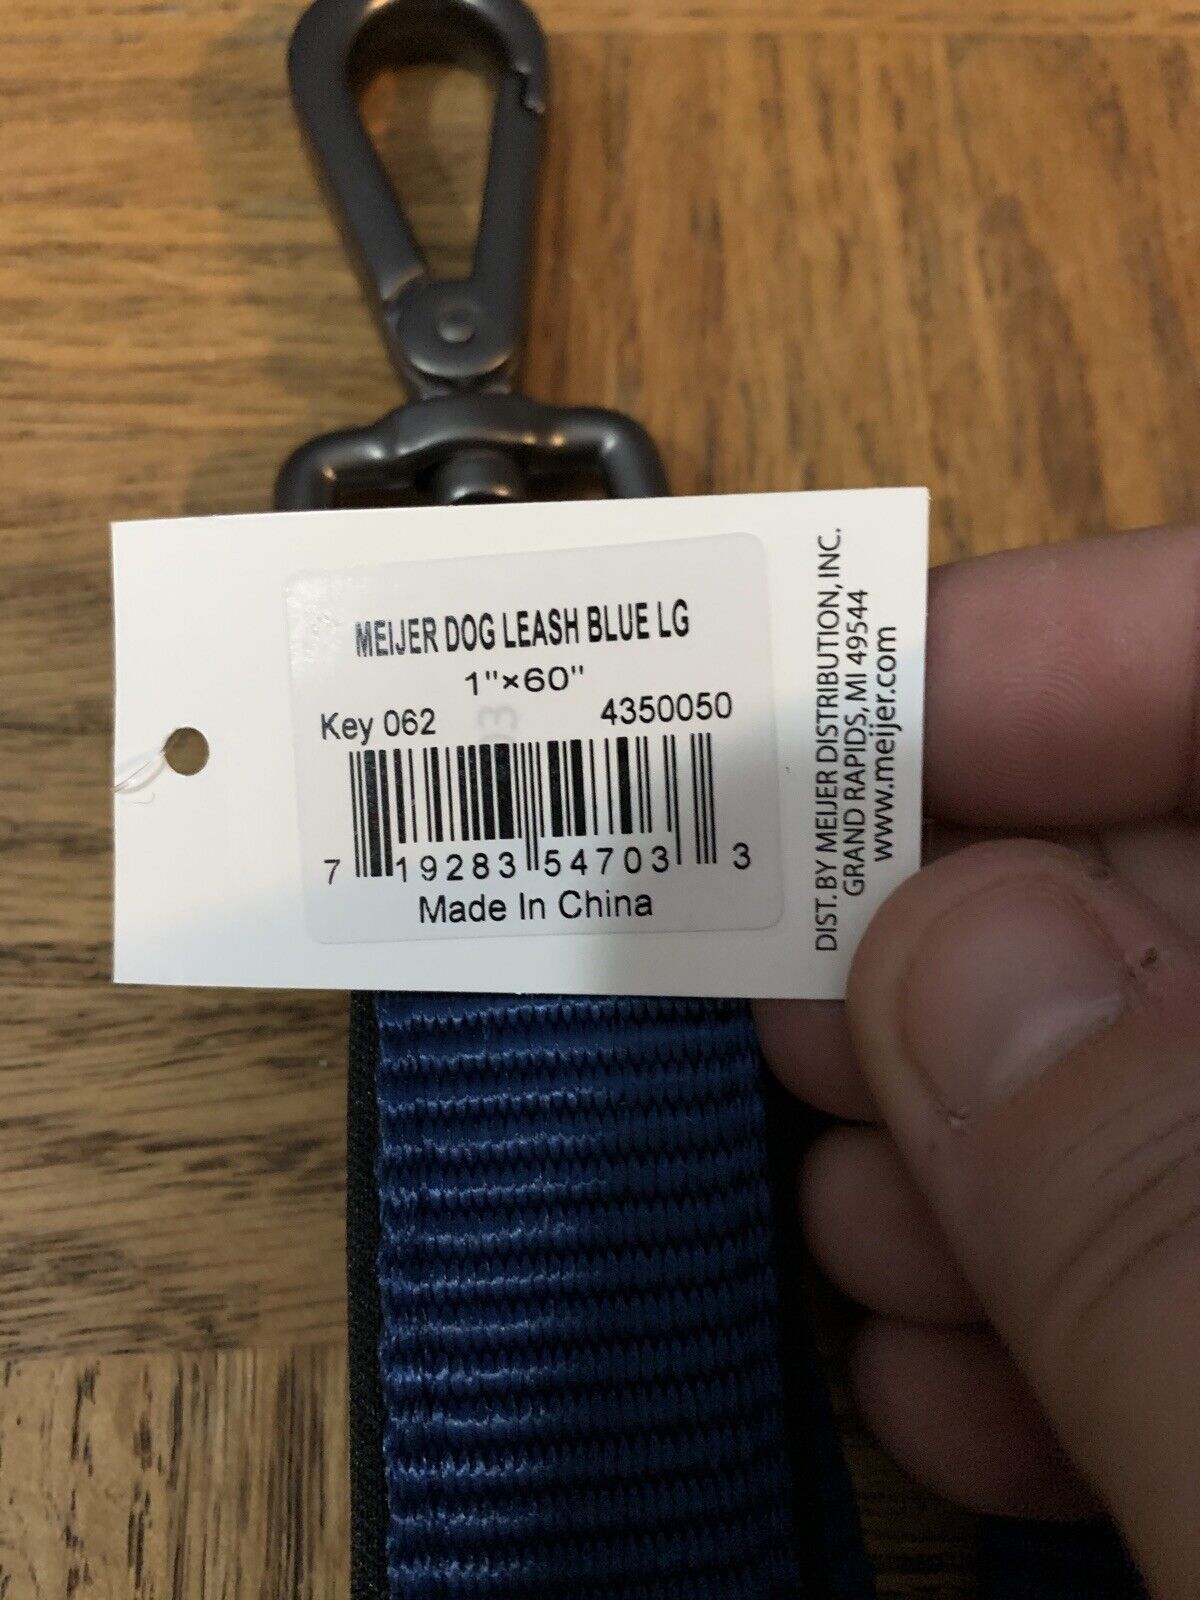 MEIJER DOG LEASH BLUE LG
1"×60"
Key 062 4350050
7 19283 54703 3
Made In China
DIST. BY MEIJER DISTRIBUTION, INC.
GRAND RAPIDS, MI 49544
www.meijer.com